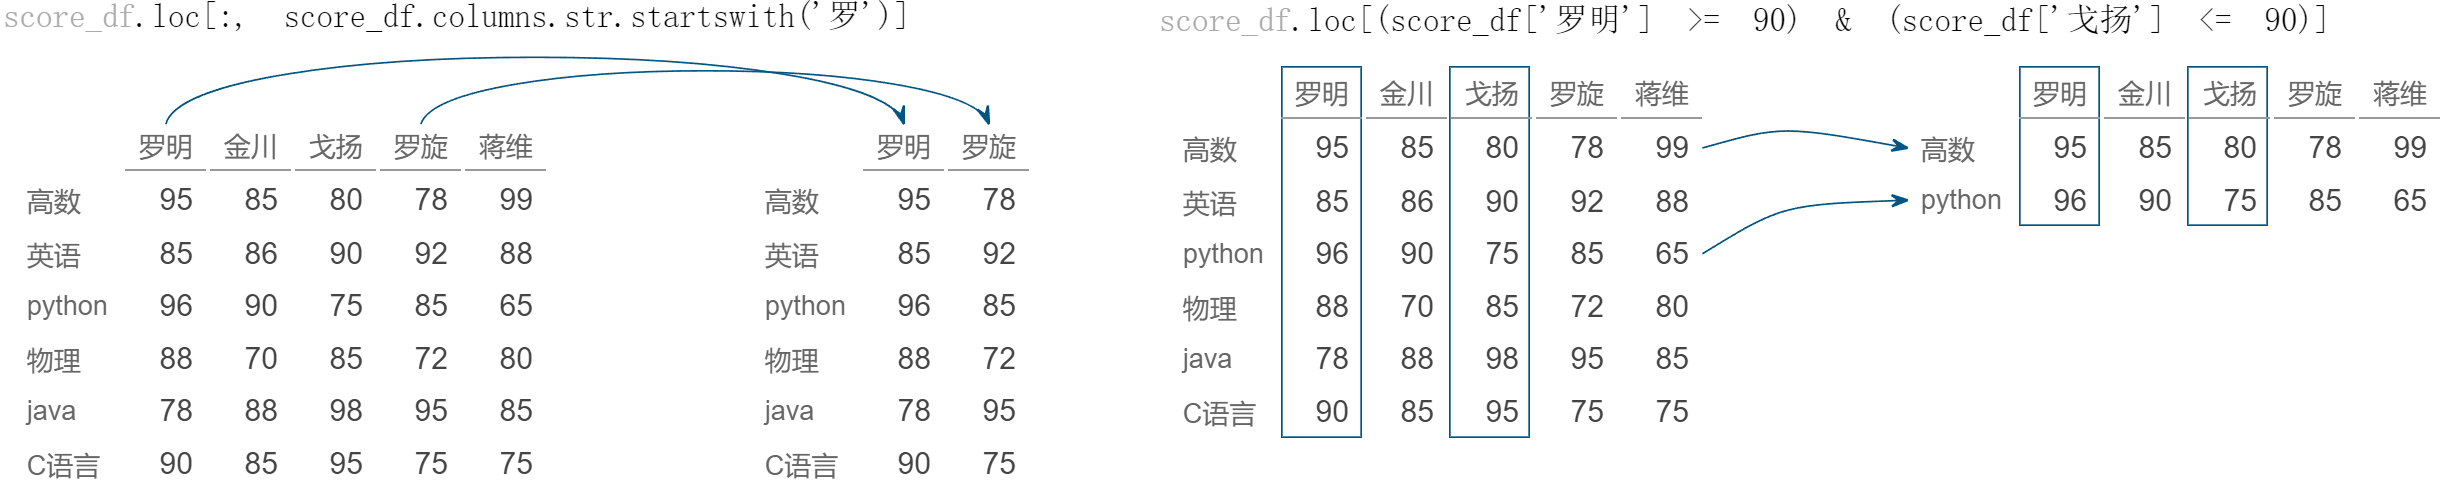 score_df.loc[:, score_df.columns.str.startswith('罗')]
罗明 金川 戈扬 罗旋 蒋维
高数 95 85 80 78 99
英语 85 86 90 92 88
python 96 90 75 85 65
物理 88 70 85 72 80
java 78 88 98 95 85
C语言 90 85 95 75 75
罗明 罗旋
高数 95 78
英语 85 92
python 96 85
物理 88 72
java 78 95
C语言 90 75
score_df.loc[(score_df['罗明'] >= 90) & (score_df['戈扬'] <= 90)]
罗明 金川 戈扬 罗旋 蒋维
高数 95 85 80 78 99
英语 85 86 90 92 88
python 96 90 75 85 65
物理 88 70 85 72 80
java 78 88 98 95 85
C语言 90 85 95 75 75
罗明 金川 戈扬 罗旋 蒋维
高数 95 85 80 78 99
python 96 90 75 85 65